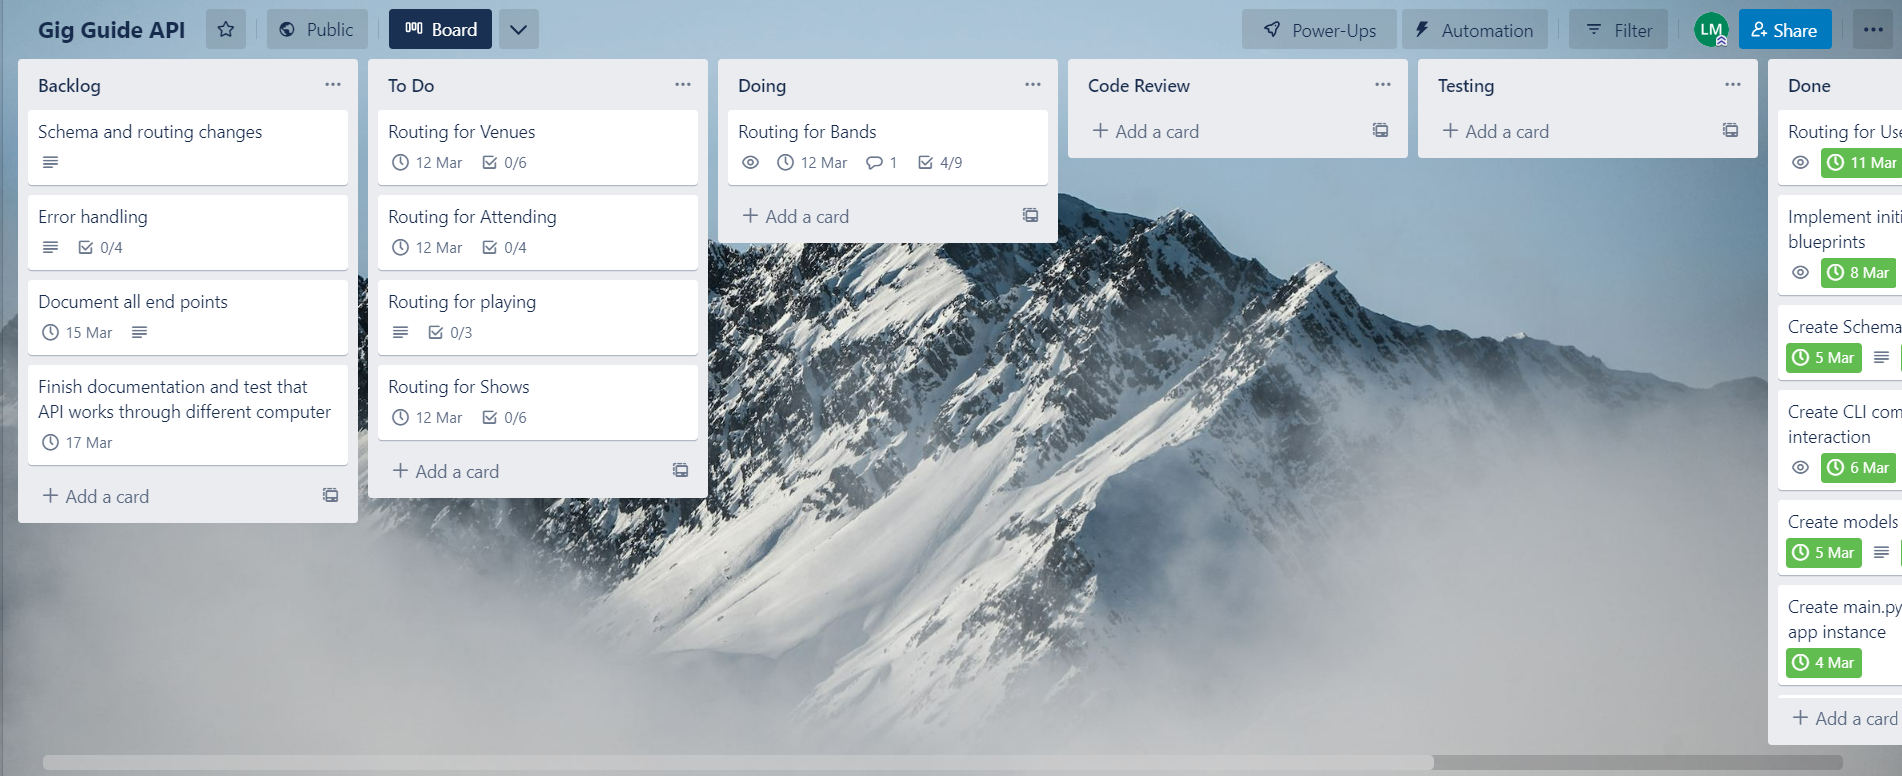 Gig Guide API
Public
Board
Power-Ups
Automation
Filter
LM
Share
Backlog
Schema and routing changes
Error handling
0/4
Document all end points
15 Mar
Finish documentation and test that
API works through different computer
17 Mar
Add a card
To Do
Routing for Venues
12 Mar
0/6
Routing for Attending
12 Mar
0/4
Routing for playing
0/3
Routing for Shows
12 Mar
0/6
Add a card
Doing
Routing for Bands
12 Mar
1
4/9
Add a card
Code Review
Add a card
Testing
Add a card
Done
Routing for Use
11 Mar
Implement initi
blueprints
8 Mar
Create Schema
5 Mar
Create CLI com
interaction
6 Mar
Create models
5 Mar
Create main.py
app instance
4 Mar
Add a card